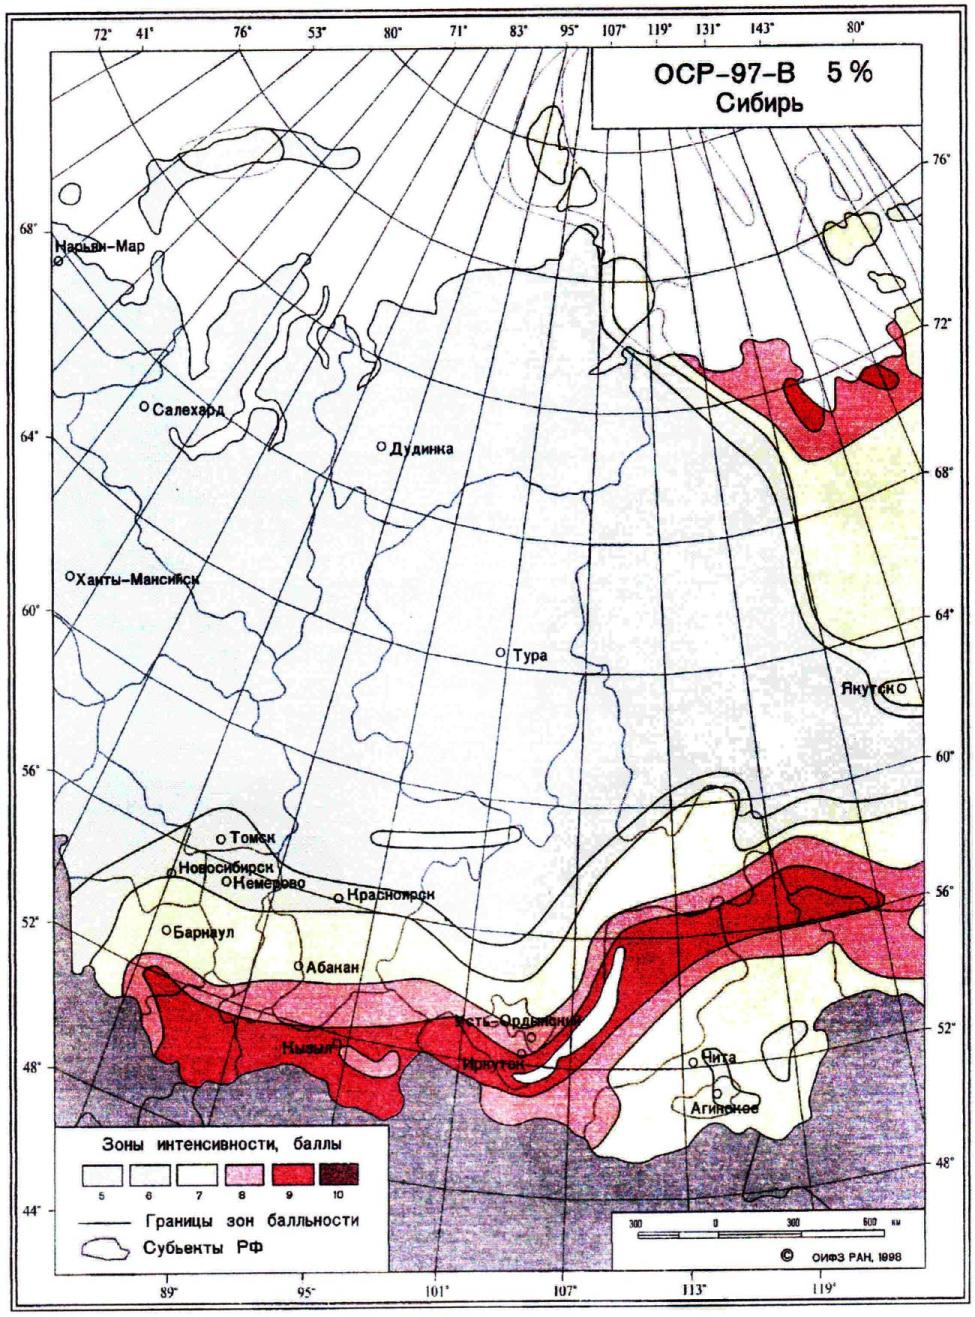 72° 41° 76° 53° 80° 71° 83° 95° 107° 119° 131° 143° 80°
ОСР-97-В 5 %
Сибирь
76°
68°
Нарьян-Мар
72°
Салехард
64°
Дудинка
68°
Ханты-Мансийск
60°
64°
Тура
Якутск
56°
60°
Томск
Новосибирск
Кемерово
Красноярск
56°
52°
Барнаул
Абакан
Усть-Ордынский
52°
Кызыл
Иркутск
Чита
48°
Агинское
Зоны интенсивности, баллы
5 6 7 8 9 10
48°
Границы зон балльности
44°
Субъекты РФ
300 0 300 600 км
© ОИФЗ РАН, 1998
89° 95° 101° 107° 113° 119°